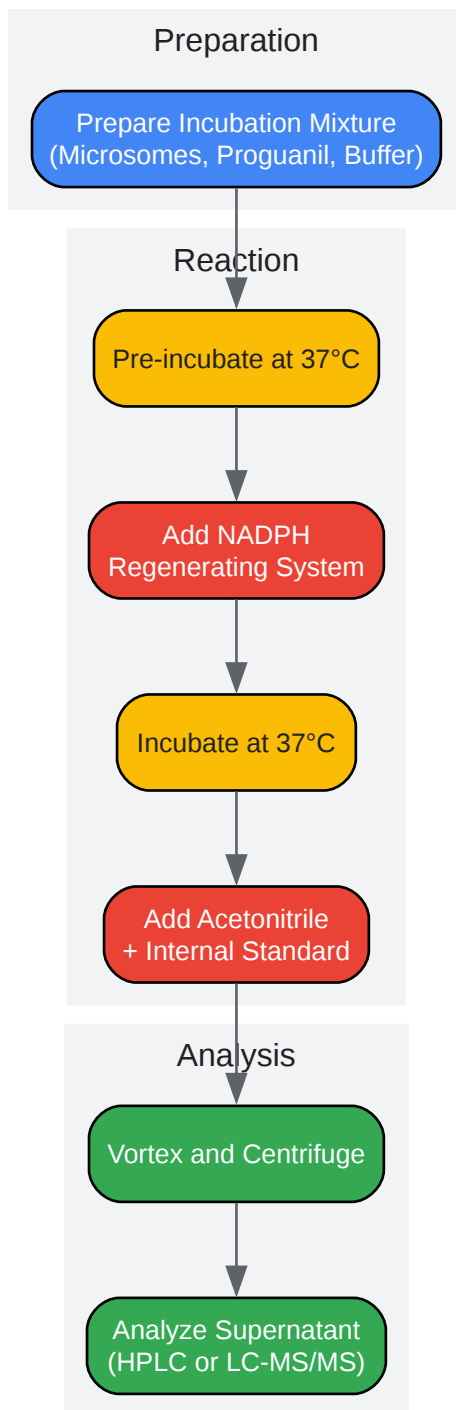 Preparation
Prepare Incubation Mixture
(Microsomes, Proguanil, Buffer)
Reaction
Pre-incubate at 37°C
Add NADPH
Regenerating System
Incubate at 37°C
Add Acetonitrile
+ Internal Standard
Analysis
Vortex and Centrifuge
Analyze Supernatant
(HPLC or LC-MS/MS)